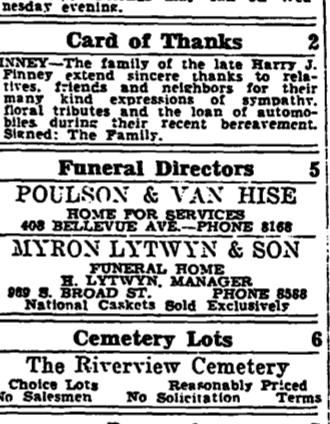 nesday evening.
Card of Thanks 2
INNEY—The family of the late Harry J.
Pinney extend sincere thanks to rela-
tives, friends and neighbors for their
many kind expressions of sympathy,
floral tributes and the loan of automo-
biles during their recent bereavement.
Signed: The Family.
Funeral Directors 5
POULSON & VAN HISE
HOME FOR SERVICES
408 BELLEVUE AVE.—PHONE 8168
MYRON LYTWYN & SON
FUNERAL HOME
H. LYTWYN, MANAGER
989 S. BROAD ST. PHONE 8588
National Caskets Sold Exclusively
Cemetery Lots 6
The Riverview Cemetery
Choice Lots Reasonably Priced
No Salesmen No Solicitation Terms